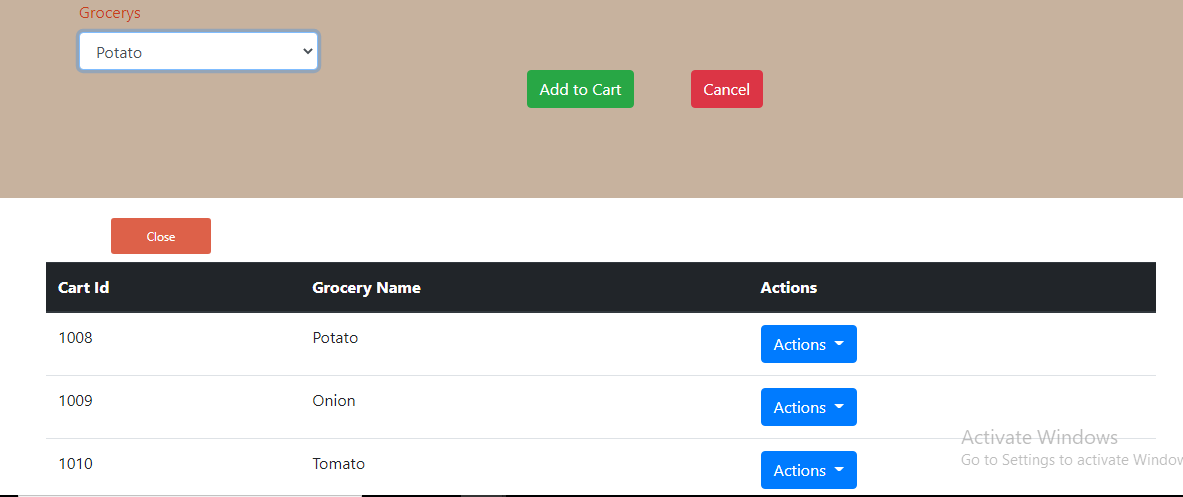 Grocerys
Potato
Add to Cart Cancel
Close
Cart Id Grocery Name Actions
1008 Potato Actions
1009 Onion Actions
Activate Windows
1010 Tomato Actions
Go to Settings to activate Window